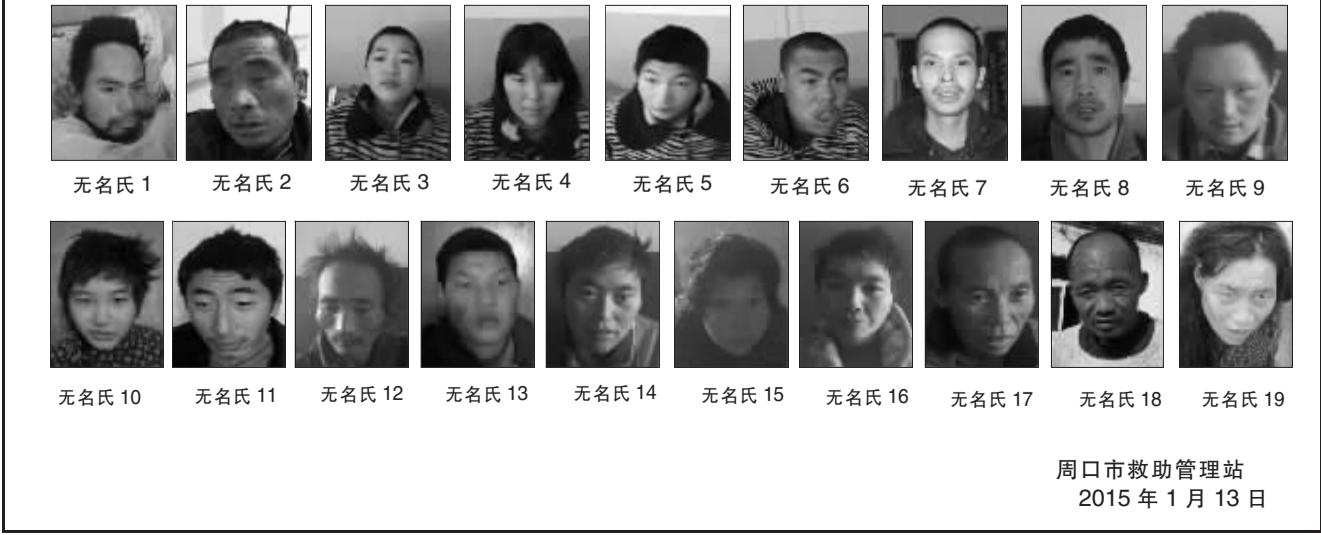 无名氏 1 无名氏 2 无名氏 3 无名氏 4 无名氏 5 无名氏 6 无名氏 7 无名氏 8 无名氏 9
无名氏 10 无名氏 11 无名氏 12 无名氏 13 无名氏 14 无名氏 15 无名氏 16 无名氏 17 无名氏 18 无名氏 19
周口市救助管理站
2015 年 1 月 13 日